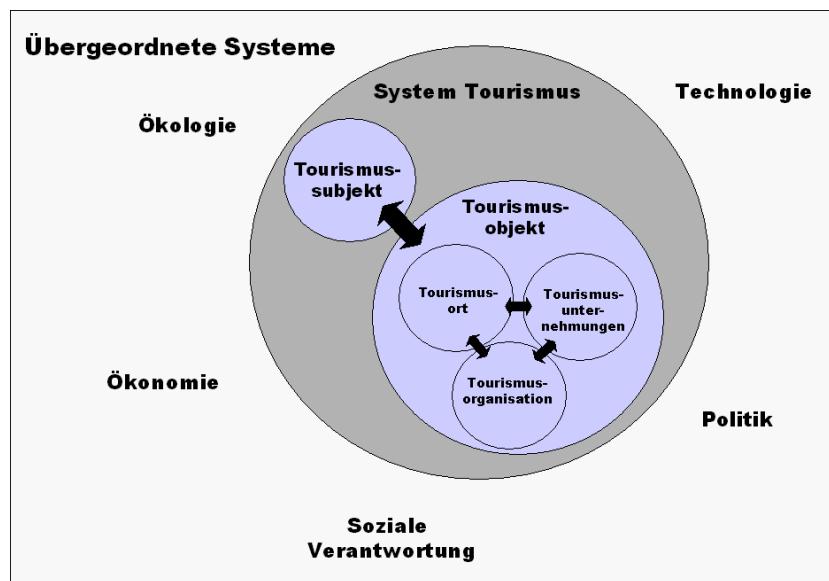 Übergeordnete Systeme
System Tourismus
Technologie
Ökologie
Tourismus-
subjekt
Tourismus-
objekt
Tourismus-
ort
Tourismus-
unter-
nehmungen
Tourismus-
organisation
Ökonomie
Politik
Soziale
Verantwortung